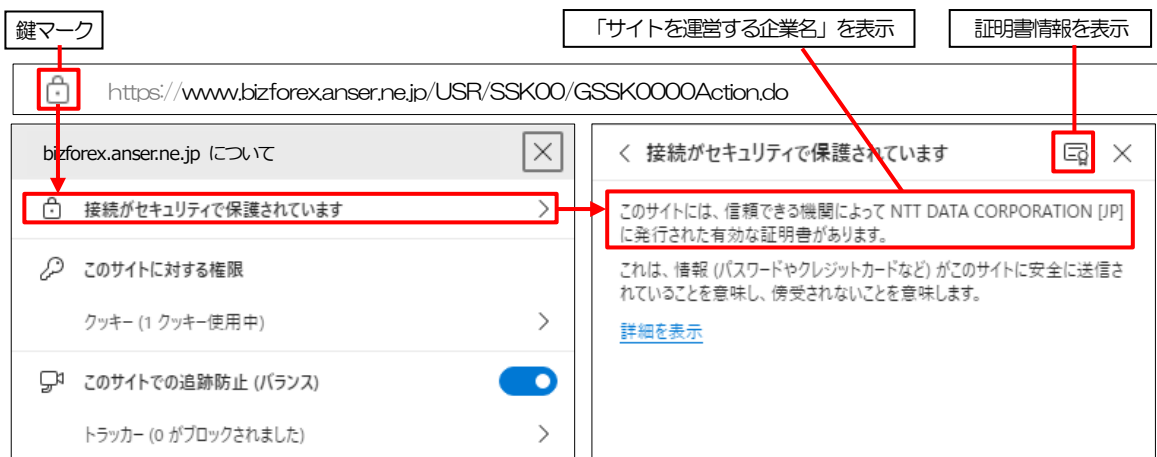 鍵マーク
「サイトを運営する企業名」を表示
証明書情報を表示
https://www.bizforex.anser.ne.jp/USR/SSK00/GSSK0000Action.do
bizforex.anser.ne.jp について
接続がセキュリティで保護されています
このサイトに対する権限
クッキー (1 クッキー使用中)
このサイトでの追跡防止 (バランス)
トラッカー (0 がブロックされました)
接続がセキュリティで保護されています
このサイトには、信頼できる機関によって NTT DATA CORPORATION [JP]
に発行された有効な証明書があります。
これは、情報 (パスワードやクレジットカードなど) がこのサイトに安全に送信さ
れていることを意味し、傍受されないことを意味します。
詳細を表示